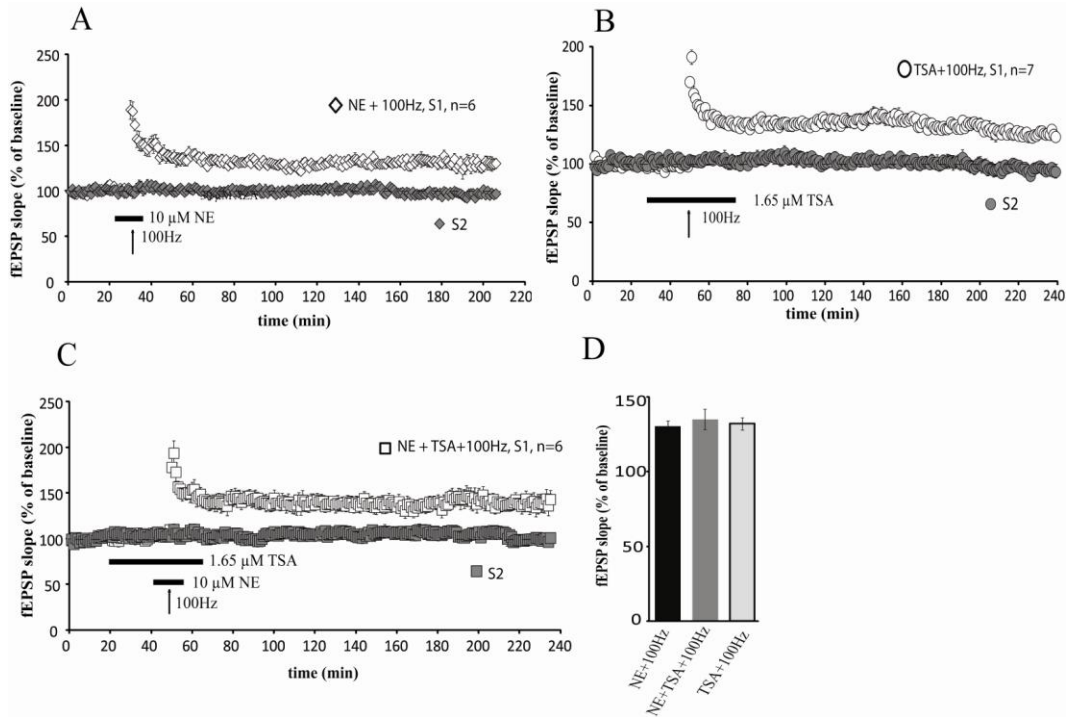 A
fEPSP slope (% of baseline)
250
200
150
100
50
0
NE + 100Hz, S1, n=6
10 µM NE
100Hz
S2
0 20 40 60 80 100 120 140 160 180 200 220
time (min)
B
fEPSP slope (% of baseline)
200
150
100
50
0
TSA+100Hz, S1, n=7
1.65 µM TSA
100Hz
S2
0 20 40 60 80 100 120 140 160 180 200 220 240
time (min)
C
fEPSP slope (% of baseline)
250
200
150
100
50
0
NE + TSA+100Hz, S1, n=6
1.65 µM TSA
10 µM NE
100Hz
S2
0 20 40 60 80 100 120 140 160 180 200 220 240
time (min)
D
fEPSP slope (% of baseline)
150
100
50
0
NE+100Hz
NE+TSA+100Hz
TSA+100Hz